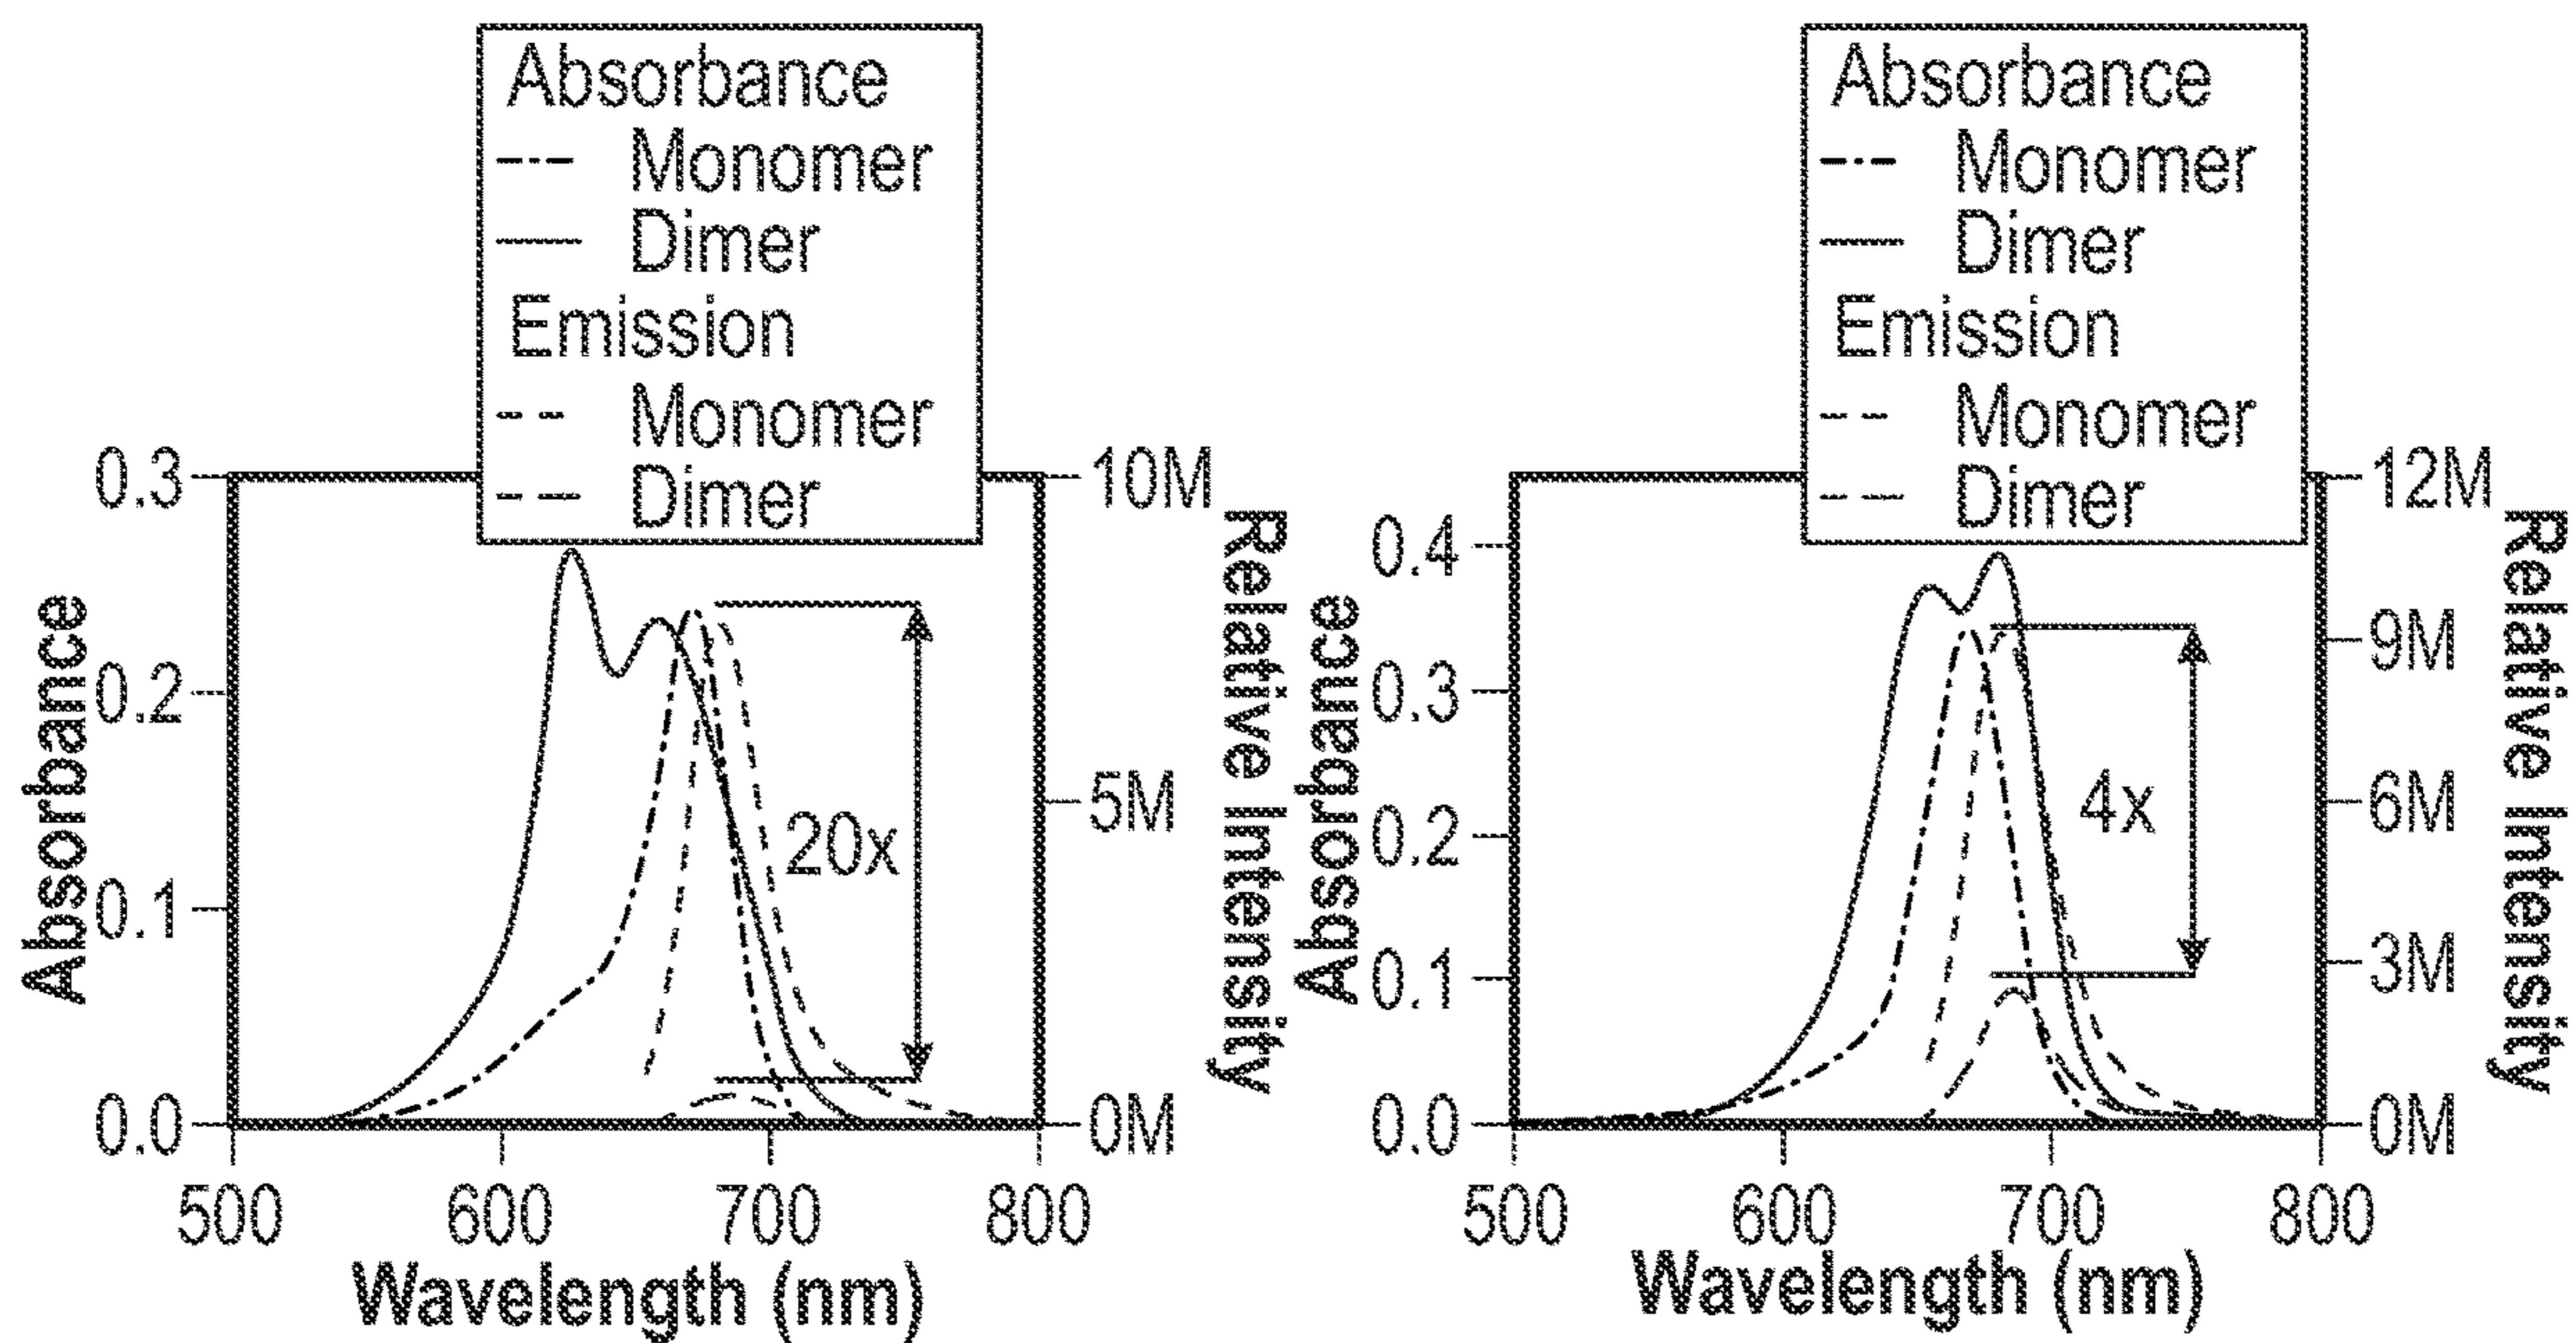 Absorbance
Monomer
Dimer
Emission
Monomer
Dimer
0.3
0.2
0.1
0.0
Absorbance
10M
5M
0M
Relative Intensity
20x
500
600
700
800
Wavelength (nm)
Absorbance
Monomer
Dimer
Emission
Monomer
Dimer
0.4
0.3
0.2
0.1
0.0
Absorbance
12M
9M
6M
3M
0M
Relative Intensity
4x
500
600
700
800
Wavelength (nm)